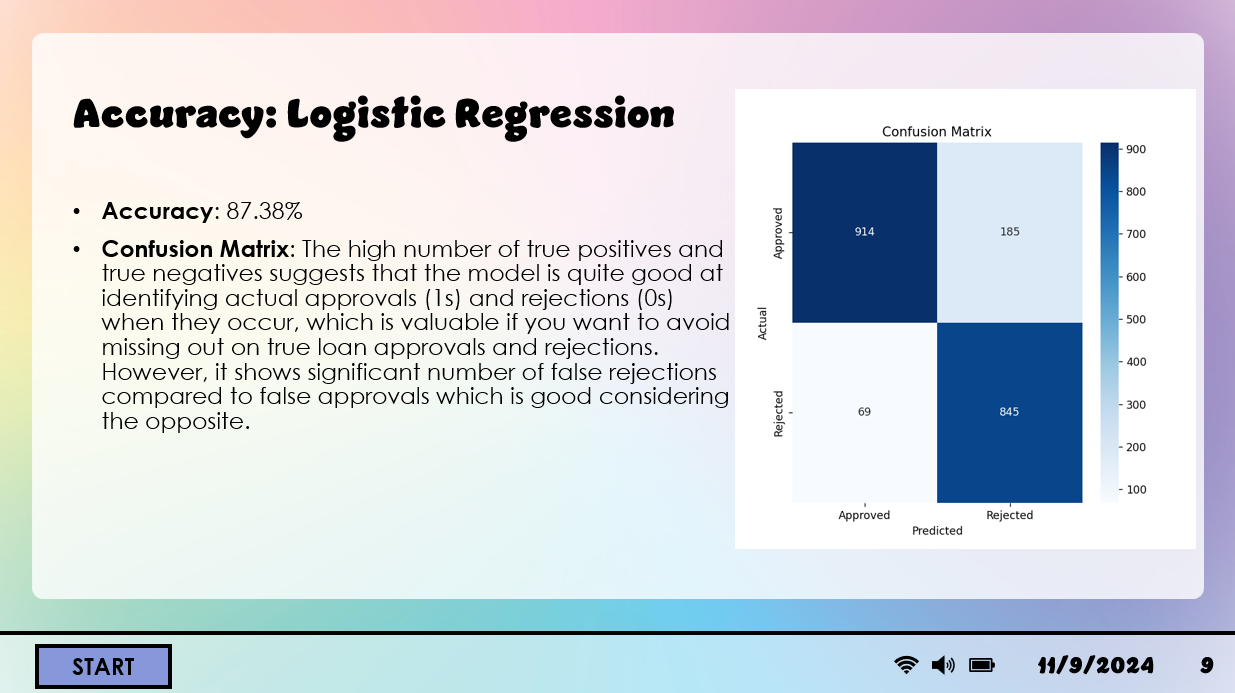 Accuracy: Logistic Regression
• Accuracy: 87.38%
• Confusion Matrix: The high number of true positives and
true negatives suggests that the model is quite good at
identifying actual approvals (1s) and rejections (0s)
when they occur, which is valuable if you want to avoid
missing out on true loan approvals and rejections.
However, it shows significant number of false rejections
compared to false approvals which is good considering
the opposite.
Confusion Matrix
Actual
Approved
914
185
Rejected
69
845
Approved
Rejected
Predicted
900
800
700
600
500
400
300
200
100
START
11/9/2024
9